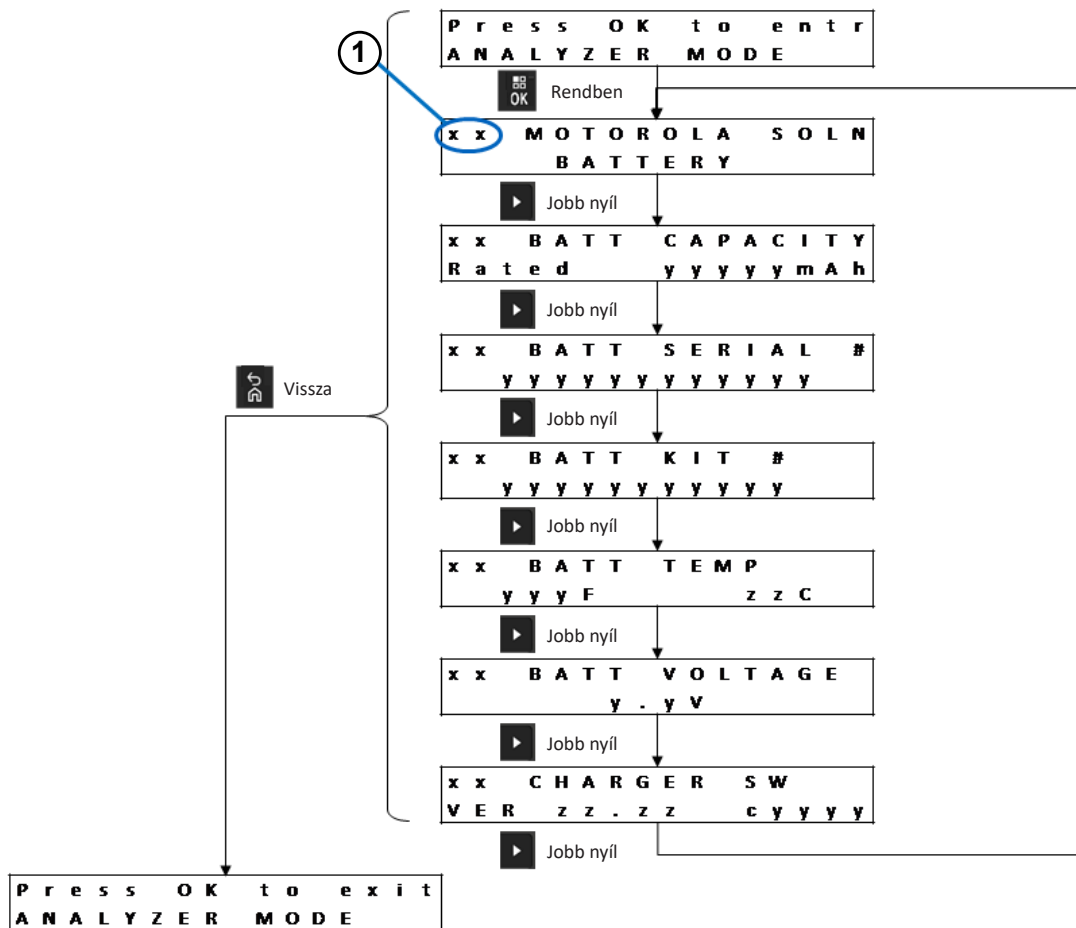 Press OK to entr
ANALYZER MODE
1
OK Rendben
xx MOTOROLA SOLN
BATTERY
Jobb nyíl
xx BATT CAPACITY
Rated yyyyymAh
Jobb nyíl
xx BATT SERIAL #
yyyyyyyyyyyy
Vissza
Jobb nyíl
xx BATT KIT #
yyyyyyyyyyy
Jobb nyíl
xx BATT TEMP
yyyF zzC
Jobb nyíl
xx BATT VOLTAGE
y.yV
Jobb nyíl
xx CHARGER SW
VER zz.zz cyyyy
Jobb nyíl
Press OK to exit
ANALYZER MODE